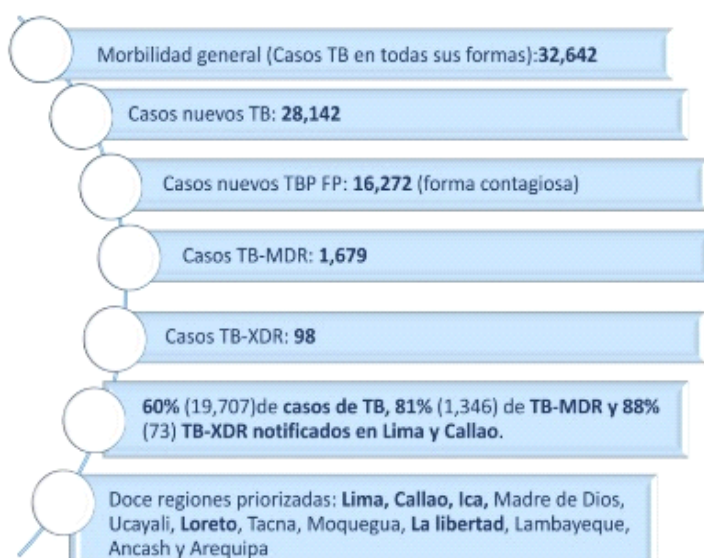 Morbilidad general (Casos TB en todas sus formas):32,642
Casos nuevos TB: 28,142
Casos nuevos TBP FP: 16,272 (forma contagiosa)
Casos TB-MDR: 1,679
Casos TB-XDR: 98
60% (19,707)de casos de TB, 81% (1,346) de TB-MDR y 88%
(73) TB-XDR notificados en Lima y Callao.
Doce regiones priorizadas: Lima, Callao, Ica, Madre de Dios,
Ucayali, Loreto, Tacna, Moquegua, La libertad, Lambayeque,
Ancash y Arequipa